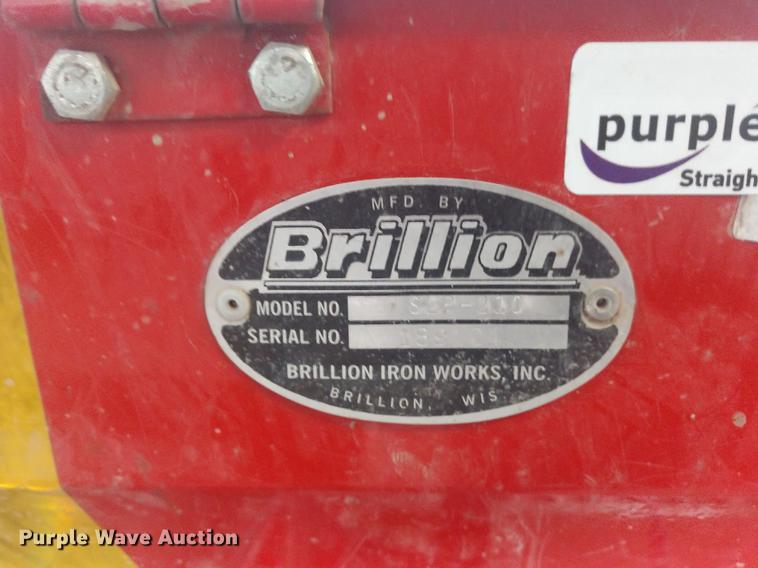 purple
Straigh
MFD. BY
Brillion
MODEL NO.
SERIAL NO.
BRILLION IRON WORKS, INC.
BRILLION, WIS
Purple Wave Auction